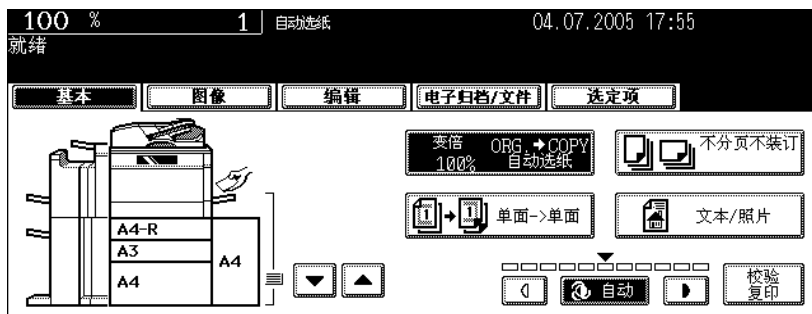 100 % 1 自动选纸 04.07.2005 17:55
就绪
基本 图像 编辑 电子归档/文件 选定项
变倍 ORG.➔COPY
100% 自动选纸
不分页不装订
1 ➔ 1 单面->单面
文本/照片
A4-R
A3
A4
A4
自动
校验
复印